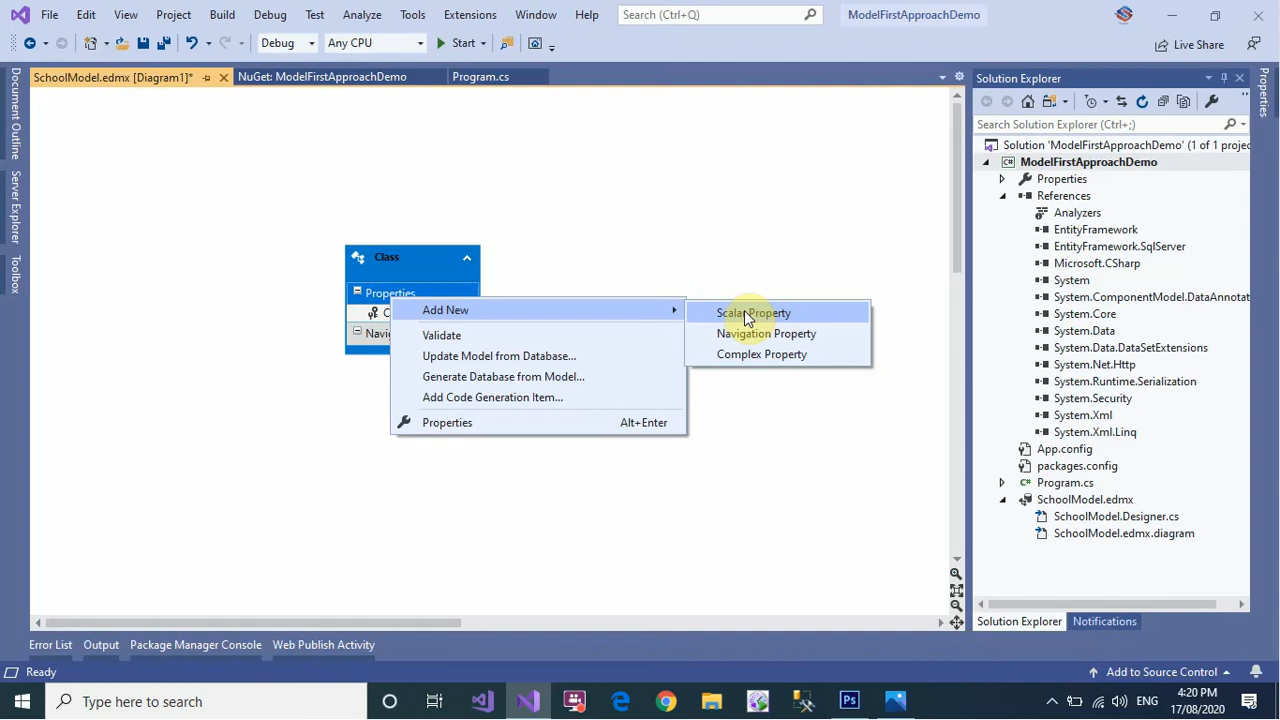 File Edit View Project Build Debug Test Analyze Tools Extensions Window Help Search (Ctrl+Q) ModelFirstApproachDemo
Debug Any CPU Start Live Share
SchoolModel.edmx [Diagram1]* NuGet: ModelFirstApproachDemo Program.cs
Document Outline
Server Explorer
Toolbox
Class
Properties
C
Navi
Add New
Validate
Update Model from Database...
Generate Database from Model...
Add Code Generation Item...
Properties Alt+Enter
Scalar Property
Navigation Property
Complex Property
Solution Explorer
Search Solution Explorer (Ctrl+;)
Solution 'ModelFirstApproachDemo' (1 of 1 projec
ModelFirstApproachDemo
Properties
References
Analyzers
EntityFramework
EntityFramework.SqlServer
Microsoft.CSharp
System
System.ComponentModel.DataAnnotat
System.Core
System.Data
System.Data.DataSetExtensions
System.Net.Http
System.Runtime.Serialization
System.Security
System.Xml
System.Xml.Linq
App.config
packages.config
Program.cs
SchoolModel.edmx
SchoolModel.Designer.cs
SchoolModel.edmx.diagram
Solution Explorer Notifications
Properties
Error List Output Package Manager Console Web Publish Activity
Ready Add to Source Control
Type here to search
ENG
4:20 PM
17/08/2020